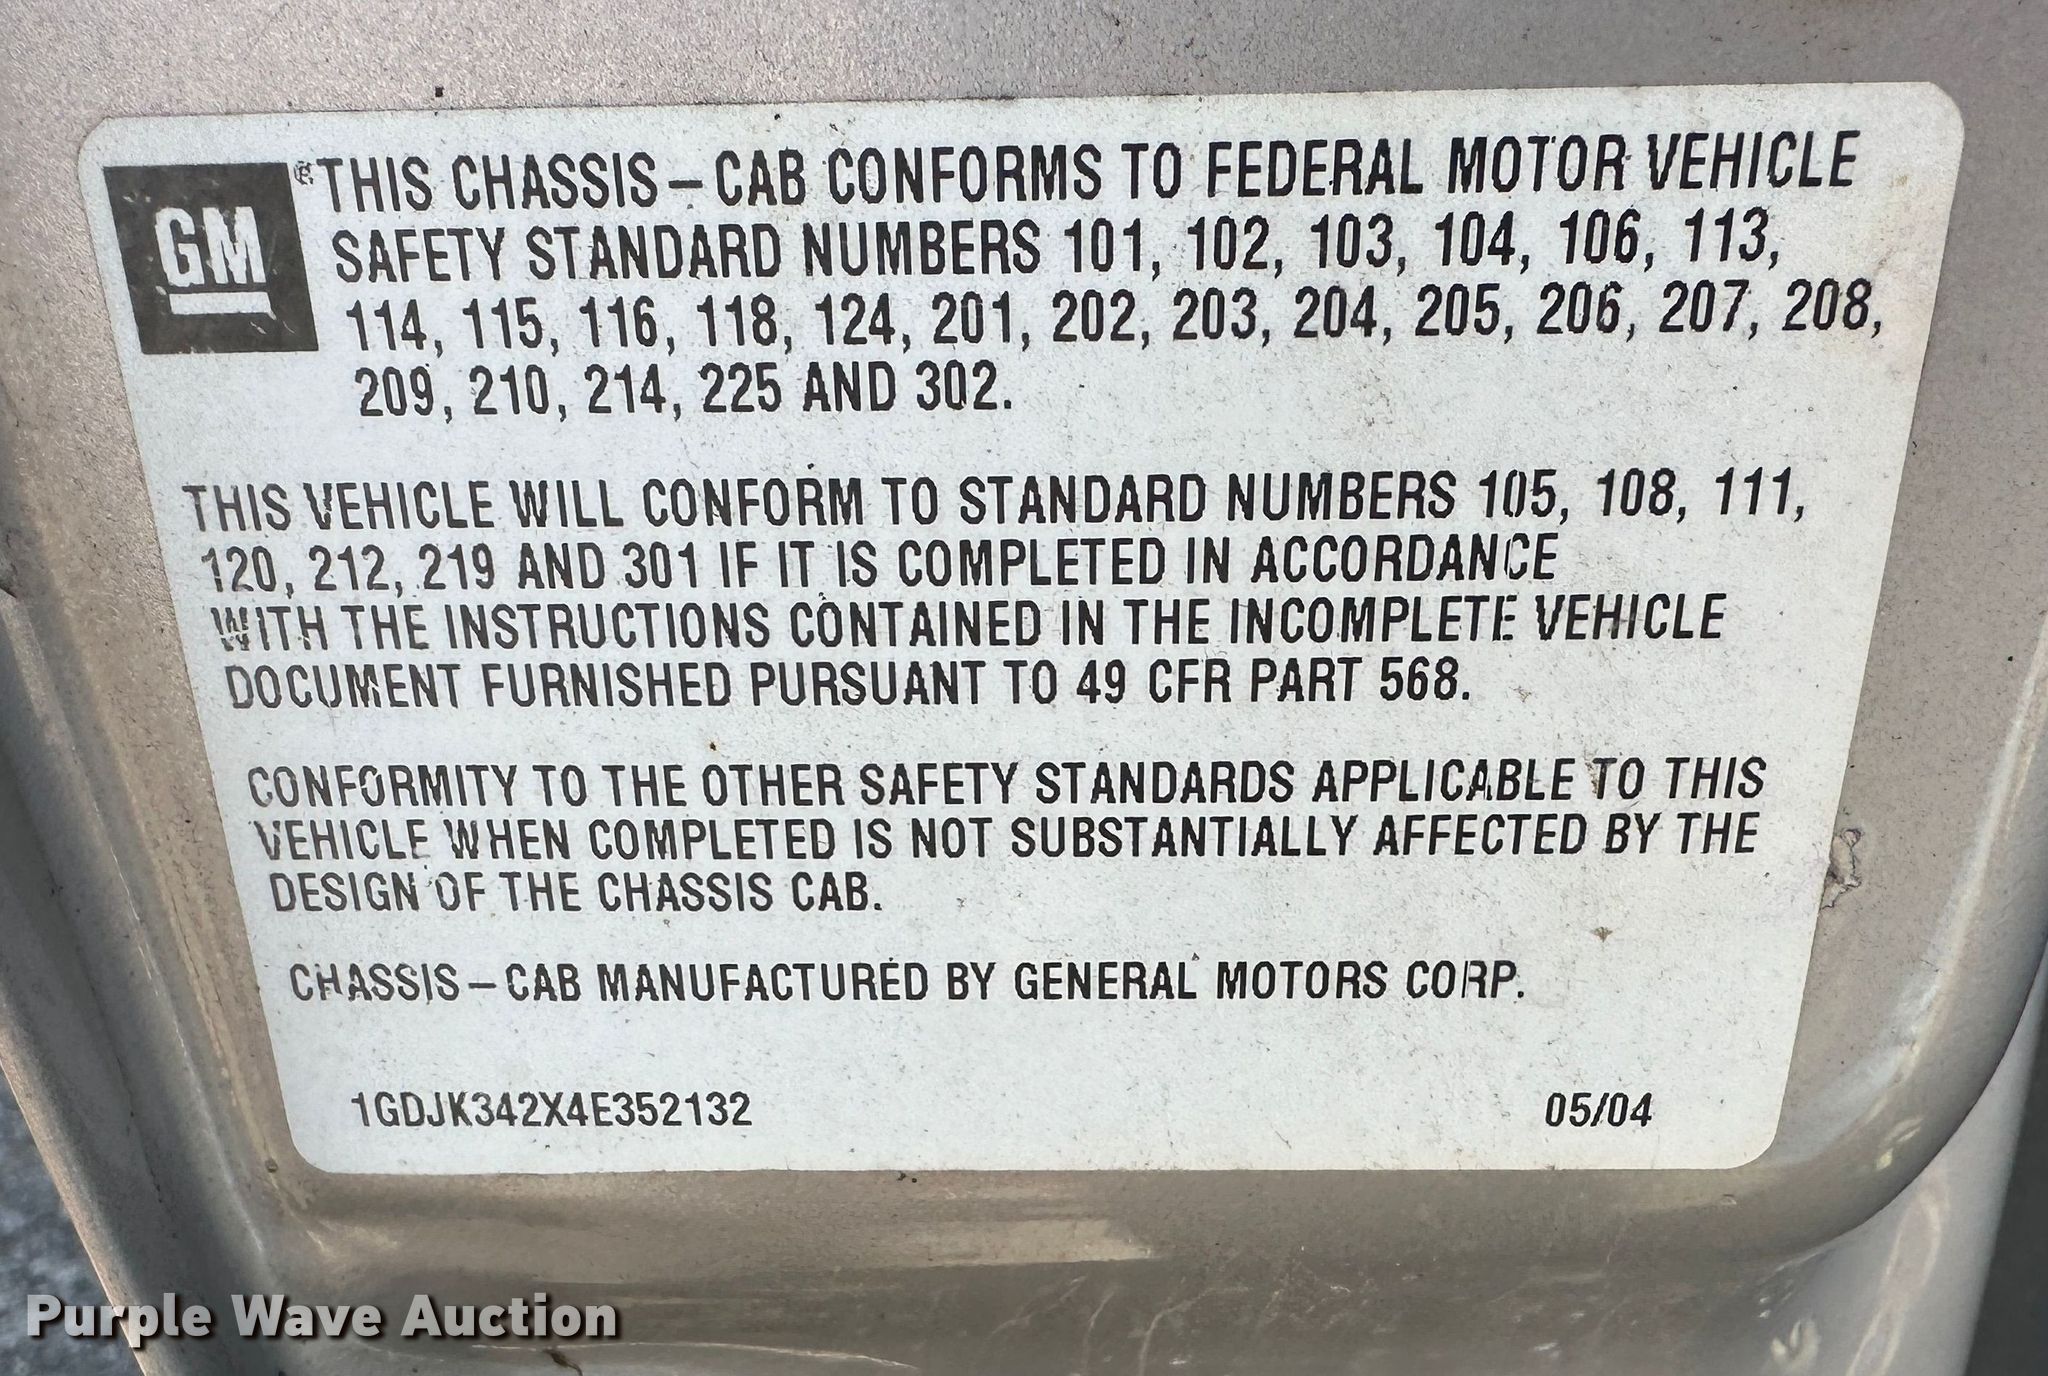 GM
® THIS CHASSIS – CAB CONFORMS TO FEDERAL MOTOR VEHICLE
SAFETY STANDARD NUMBERS 101, 102, 103, 104, 106, 113,
114, 115, 116, 118, 124, 201, 202, 203, 204, 205, 206, 207, 208,
209, 210, 214, 225 AND 302.
THIS VEHICLE WILL CONFORM TO STANDARD NUMBERS 105, 108, 111,
120, 212, 219 AND 301 IF IT IS COMPLETED IN ACCORDANCE
WITH THE INSTRUCTIONS CONTAINED IN THE INCOMPLETE VEHICLE
DOCUMENT FURNISHED PURSUANT TO 49 CFR PART 568.
CONFORMITY TO THE OTHER SAFETY STANDARDS APPLICABLE TO THIS
VEHICLE WHEN COMPLETED IS NOT SUBSTANTIALLY AFFECTED BY THE
DESIGN OF THE CHASSIS CAB.
CHASSIS – CAB MANUFACTURED BY GENERAL MOTORS CORP.
1GDJK342X4E352132 05/04
Purple Wave Auction